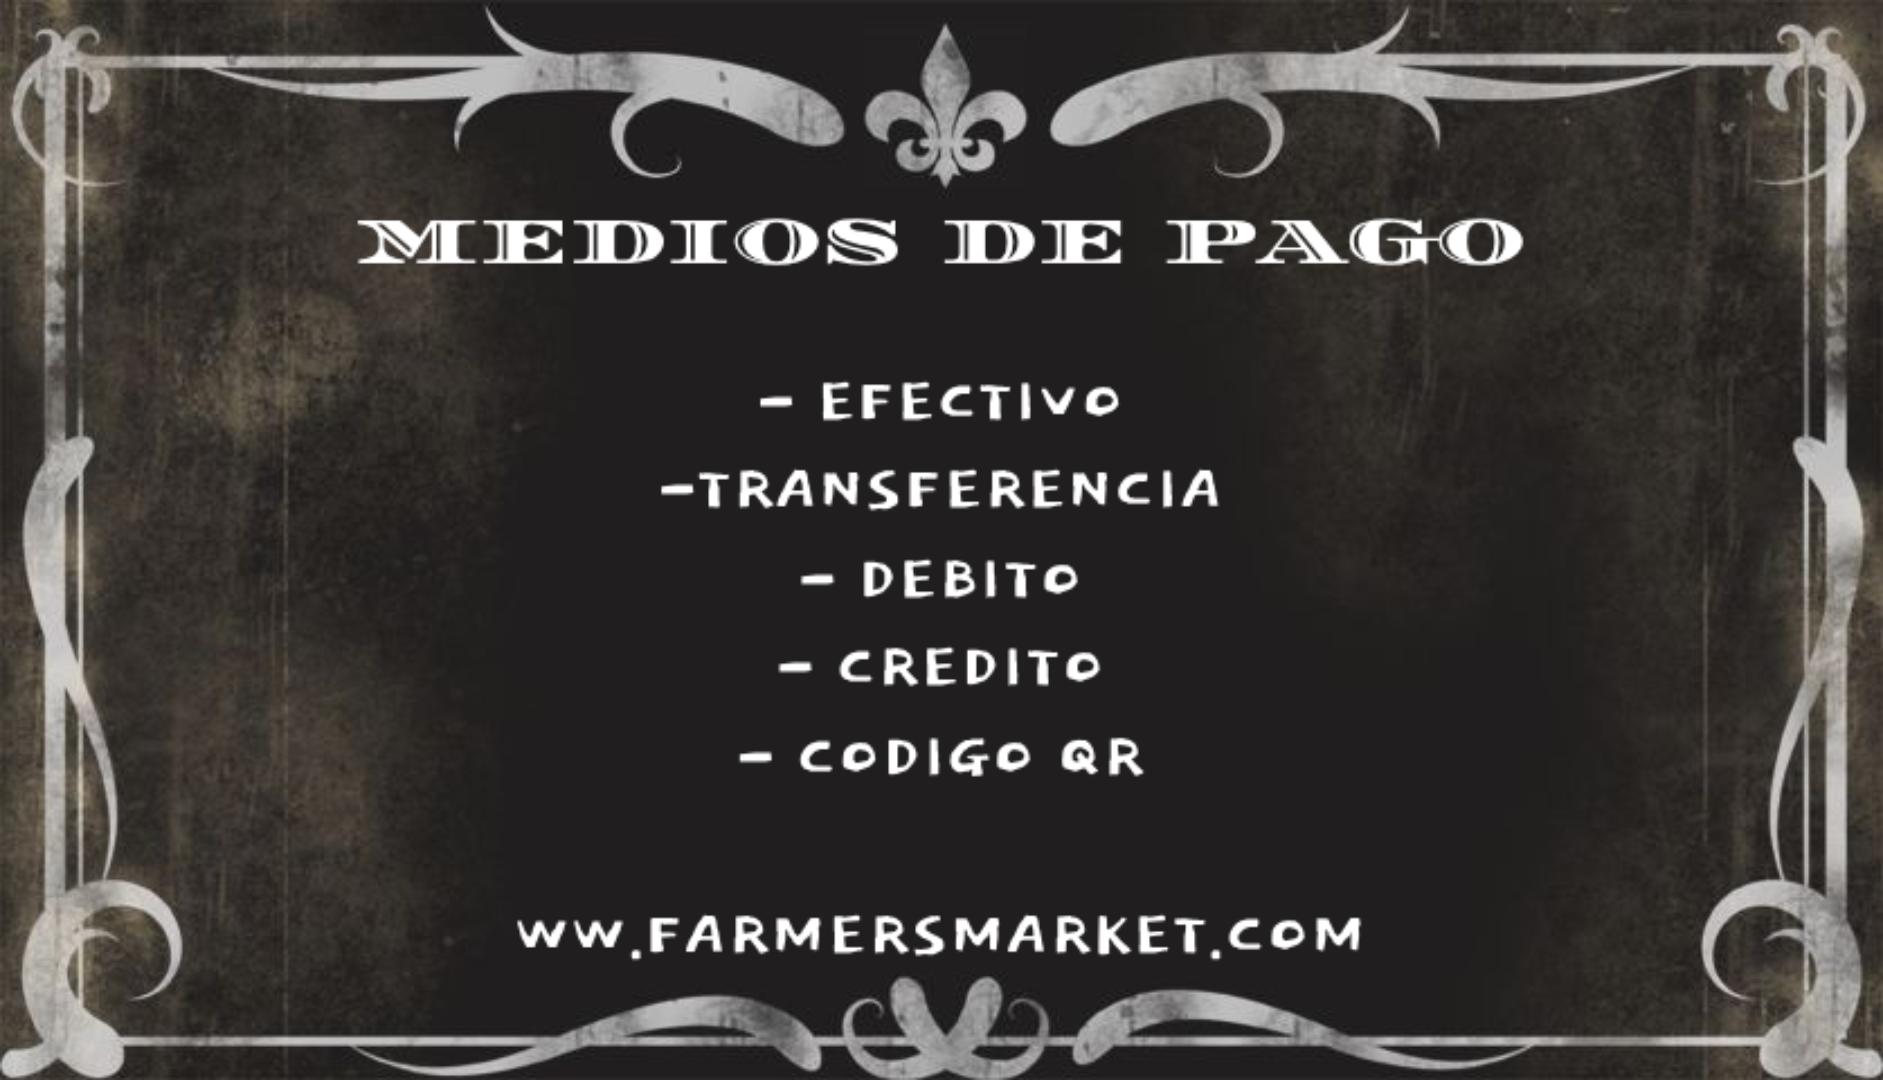 MEDIOS DE PAGO
- EFECTIVO
-TRANSFERENCIA
- DEBITO
- CREDITO
- CODIGO QR
WW.FARMERSMARKET.COM